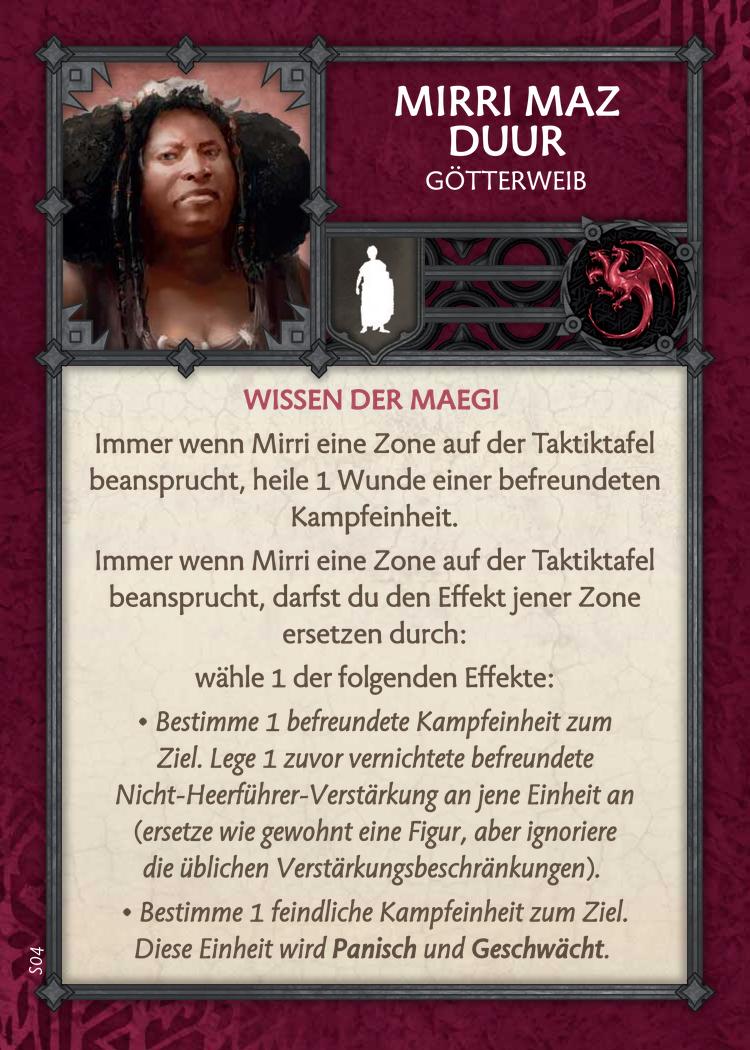 MIRRI MAZ
DUUR
GÖTTERWEIB
WISSEN DER MAEGI
Immer wenn Mirri eine Zone auf der Taktiktafel
beansprucht, heile 1 Wunde einer befreundeten
Kampfeinheit.
Immer wenn Mirri eine Zone auf der Taktiktafel
beansprucht, darfst du den Effekt jener Zone
ersetzen durch:
wähle 1 der folgenden Effekte:
• Bestimme 1 befreundete Kampfeinheit zum
Ziel. Lege 1 zuvor vernichtete befreundete
Nicht-Heerführer-Verstärkung an jene Einheit an
(ersetze wie gewohnt eine Figur, aber ignoriere
die üblichen Verstärkungsbeschränkungen).
• Bestimme 1 feindliche Kampfeinheit zum Ziel.
Diese Einheit wird Panisch und Geschwächt.
S04